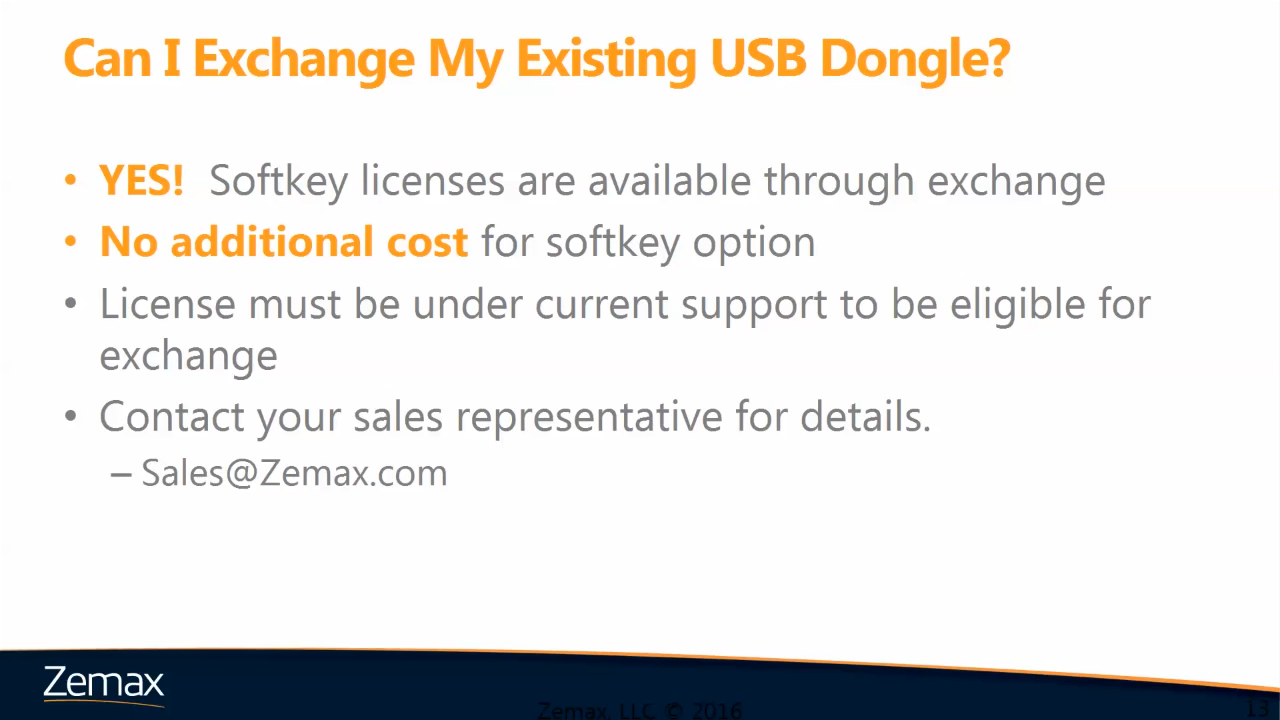 Can I Exchange My Existing USB Dongle?
• YES! Softkey licenses are available through exchange
• No additional cost for softkey option
• License must be under current support to be eligible for
exchange
• Contact your sales representative for details.
– Sales@Zemax.com
Zemax
Zemax, LLC © 2016
13